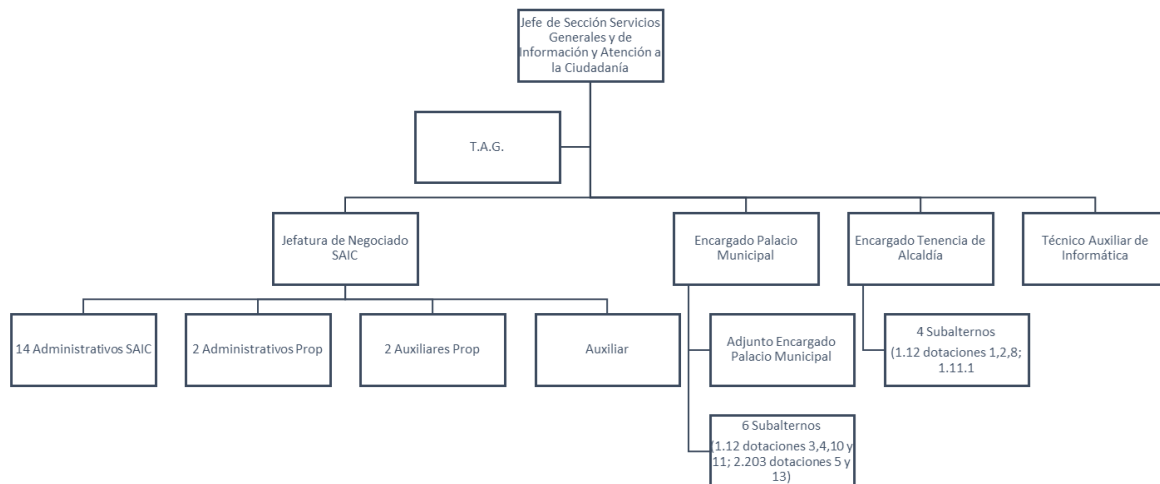 Jefe de Sección Servicios
Generales y de
Información y Atención a
la Ciudadanía
T.A.G.
Jefatura de Negociado
SAIC
Encargado Palacio
Municipal
Encargado Tenencia de
Alcaldía
Técnico Auxiliar de
Informática
14 Administrativos SAIC
2 Administrativos Prop
2 Auxiliares Prop
Auxiliar
Adjunto Encargado
Palacio Municipal
4 Subalternos
(1.12 dotaciones 1,2,8;
1.11.1
6 Subalternos
(1.12 dotaciones 3,4,10 y
11; 2.203 dotaciones 5 y
13)